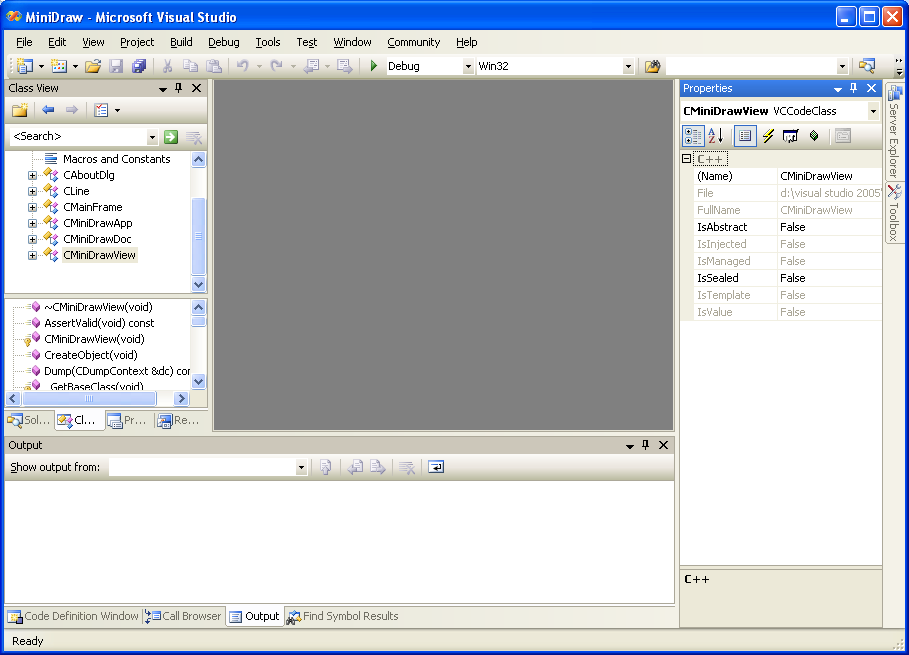 MiniDraw - Microsoft Visual Studio
File Edit View Project Build Debug Tools Test Window Community Help
Debug Win32
Class View
<Search>
Macros and Constants
CAboutDlg
CLine
CMainFrame
CMiniDrawApp
CMiniDrawDoc
CMiniDrawView
~CMiniDrawView(void)
AssertValid(void) const
CMiniDrawView(void)
CreateObject(void)
Dump(CDumpContext &dc) cor
_GetBaseClass(void)
Sol... Cl... Pr... Re...
Properties
CMiniDrawView VCCodeClass
C++
(Name) CMiniDrawView
File d:\visual studio 2005\
FullName CMiniDrawView
IsAbstract False
IsInjected False
IsManaged False
IsSealed False
IsTemplate False
IsValue False
C++
Server Explorer
Toolbox
Output
Show output from:
Code Definition Window Call Browser Output Find Symbol Results
Ready